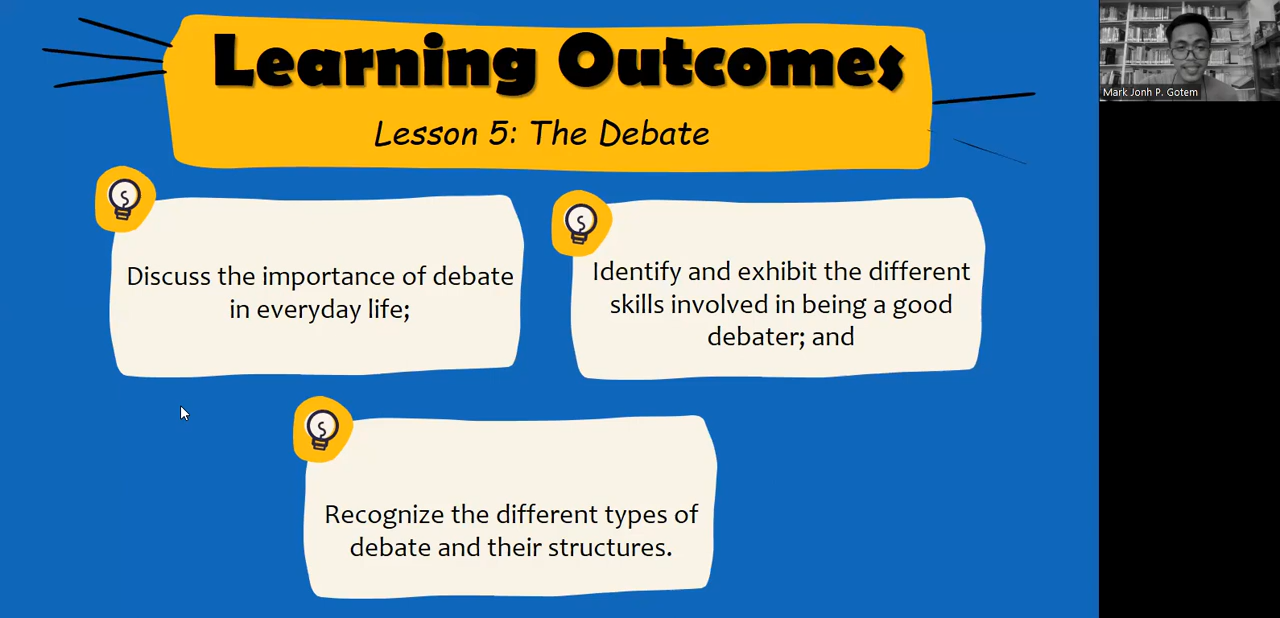 Learning Outcomes
Lesson 5: The Debate
Mark Jonh P. Gotem
Discuss the importance of debate
in everyday life;
Identify and exhibit the different
skills involved in being a good
debater; and
Recognize the different types of
debate and their structures.